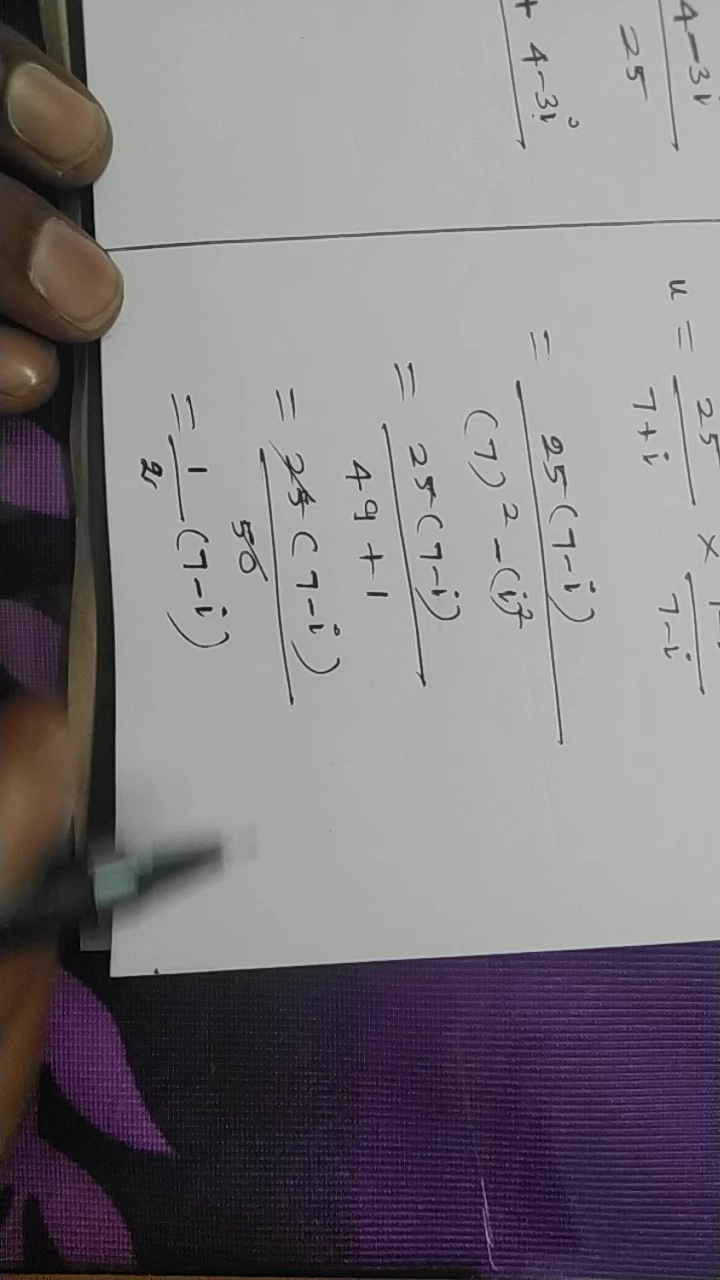 4-3i
25
+ 4-3i
u = 25 × 7-i
7+i 7-i
= 25(7-i)
(7)² - (i)²
= 25(7-i)
49+1
= 25(7-i)
50
= 1 (7-i)
2